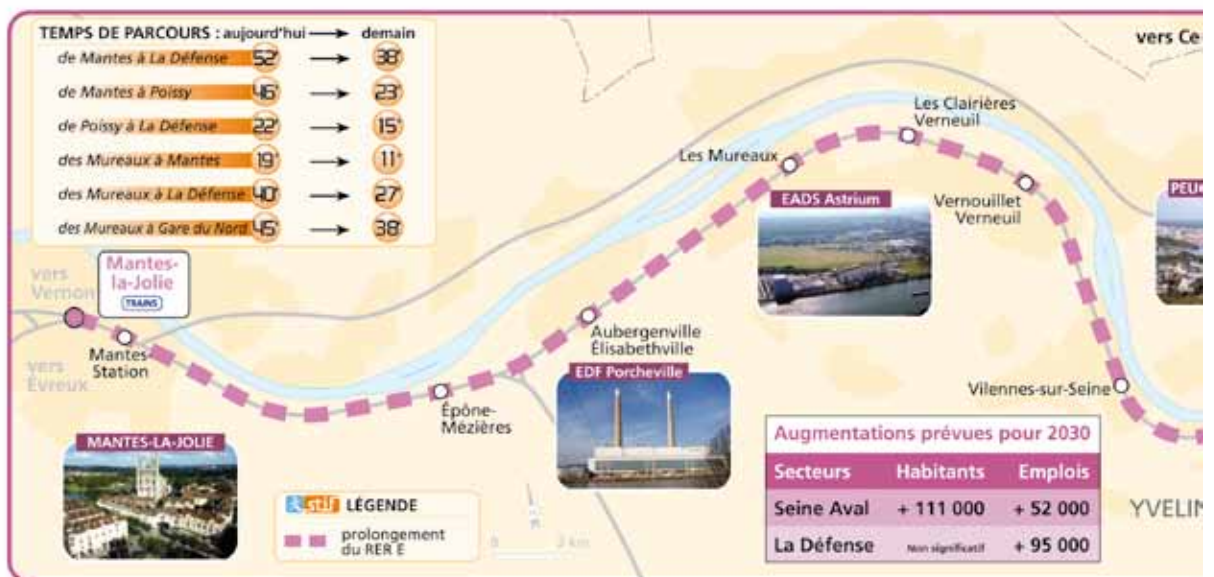 TEMPS DE PARCOURS : aujourd'hui → demain
de Mantes à La Défense 52' → 38'
de Mantes à Poissy 46' → 23'
de Poissy à La Défense 22' → 15'
des Mureaux à Mantes 19' → 11'
des Mureaux à La Défense 40' → 27'
des Mureaux à Gare du Nord 45' → 38'
vers Ce
Les Clairières
Verneuil
Les Mureaux
EADS Astrium
Vernouillet
Verneuil
PEU
vers
Vernon
Mantes-
la-Jolie
TRAINS
Mantes-
Station
vers
Évreux
Aubergenville
Élisabethville
EDF Porcheville
Épône-
Mézières
Vilennes-sur-Seine
MANTES-LA-JOLIE
stif LÉGENDE
prolongement
du RER E
0 2 km
Augmentations prévues pour 2030
Secteurs Habitants Emplois
Seine Aval + 111 000 + 52 000
La Défense Non significatif + 95 000
YVELIN